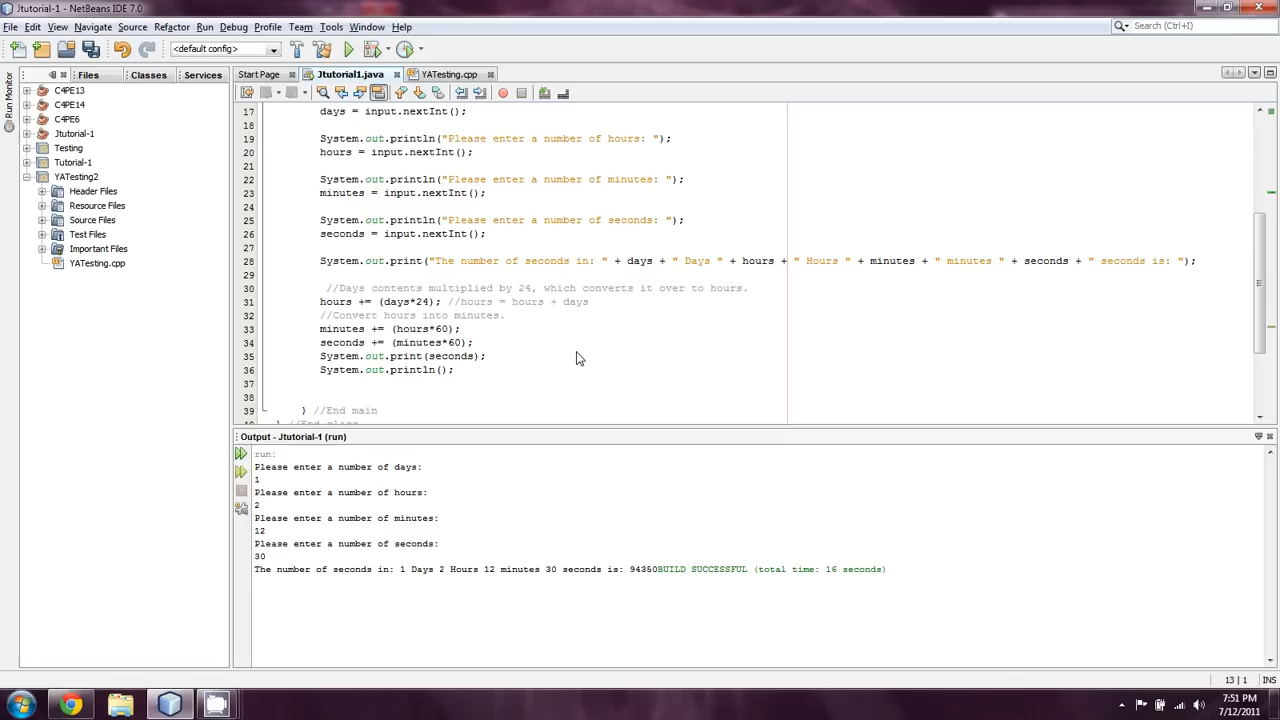 Jtutorial-1 - NetBeans IDE 7.0
File Edit View Navigate Source Refactor Run Debug Profile Team Tools Window Help
Search (Ctrl+I)
<default config>
Files Classes Services
Start Page Jtutorial1.java YATesting.cpp
Run Monitor
C4PE13
C4PE14
C4PE6
Jtutorial-1
Testing
Tutorial-1
YATesting2
Header Files
Resource Files
Source Files
Test Files
Important Files
YATesting.cpp
17 days = input.nextInt();
18
19 System.out.println("Please enter a number of hours: ");
20 hours = input.nextInt();
21
22 System.out.println("Please enter a number of minutes: ");
23 minutes = input.nextInt();
24
25 System.out.println("Please enter a number of seconds: ");
26 seconds = input.nextInt();
27
28 System.out.print("The number of seconds in: " + days + " Days " + hours + " Hours " + minutes + " minutes " + seconds + " seconds is: ");
29
30 //Days contents multiplied by 24, which converts it over to hours.
31 hours += (days*24); //hours = hours + days
32 //Convert hours into minutes.
33 minutes += (hours*60);
34 seconds += (minutes*60);
35 System.out.print(seconds);
36 System.out.println();
37
38
39 } //End main
40 } //End class
Output - Jtutorial-1 (run)
run:
Please enter a number of days:
1
Please enter a number of hours:
2
Please enter a number of minutes:
12
Please enter a number of seconds:
30
The number of seconds in: 1 Days 2 Hours 12 minutes 30 seconds is: 94350BUILD SUCCESSFUL (total time: 16 seconds)
13 | 1 INS
7:51 PM
7/12/2011